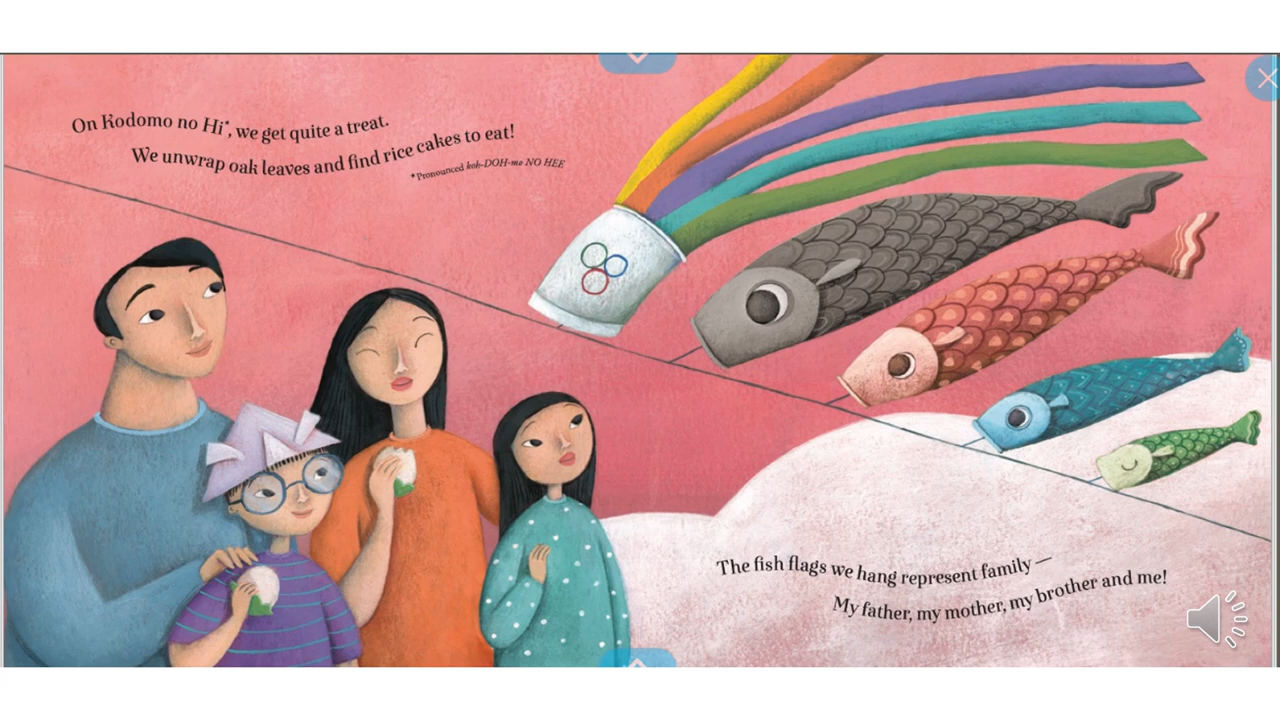 On Kodomo no Hi*, we get quite a treat.
We unwrap oak leaves and find rice cakes to eat!
*Pronounced koh-DOH-mo NO HEE
The fish flags we hang represent family —
My father, my mother, my brother and me!